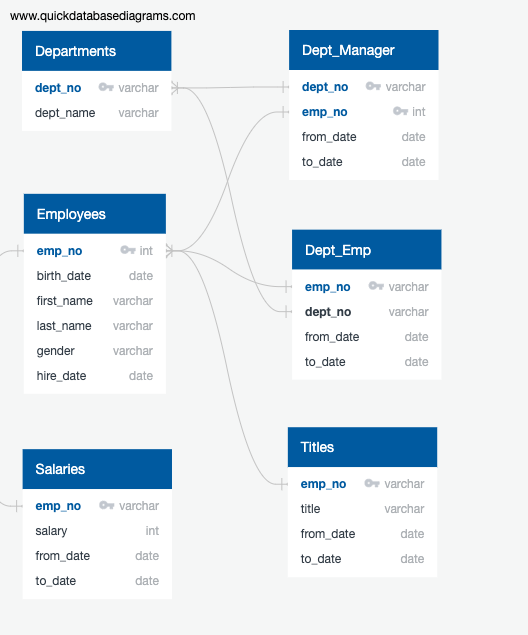 www.quickdatabasediagrams.com
Departments
dept_no varchar
dept_name varchar
Dept_Manager
dept_no varchar
emp_no int
from_date date
to_date date
Employees
emp_no int
birth_date date
first_name varchar
last_name varchar
gender varchar
hire_date date
Dept_Emp
emp_no varchar
dept_no varchar
from_date date
to_date date
Salaries
emp_no varchar
salary int
from_date date
to_date date
Titles
emp_no varchar
title varchar
from_date date
to_date date